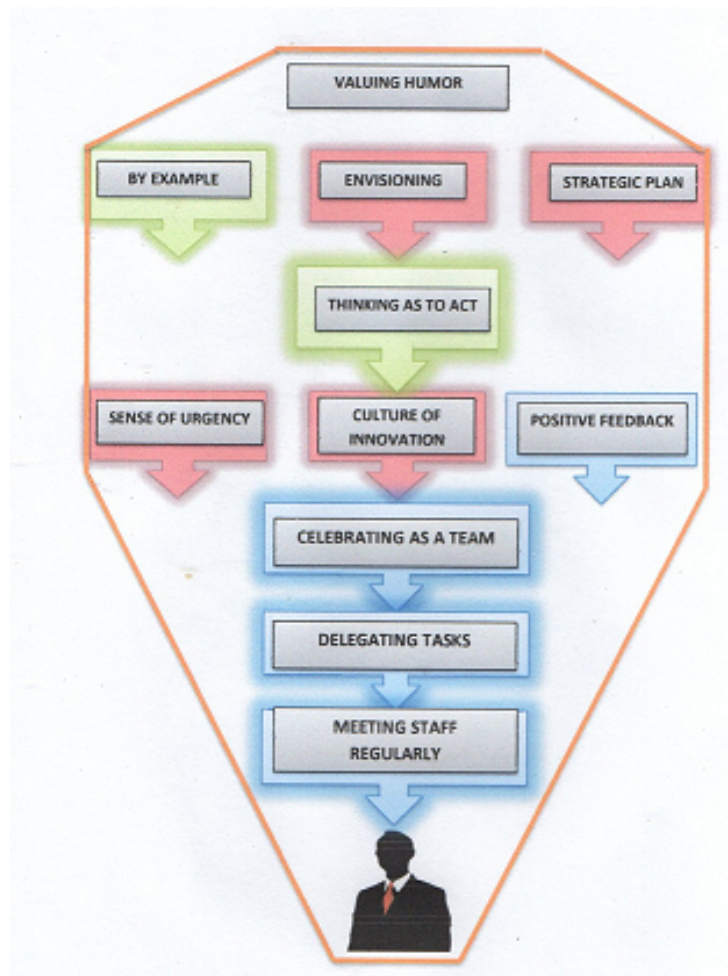 VALUING HUMOR
BY EXAMPLE
ENVISIONING
STRATEGIC PLAN
THINKING AS TO ACT
SENSE OF URGENCY
CULTURE OF
INNOVATION
POSITIVE FEEDBACK
CELEBRATING AS A TEAM
DELEGATING TASKS
MEETING STAFF
REGULARLY